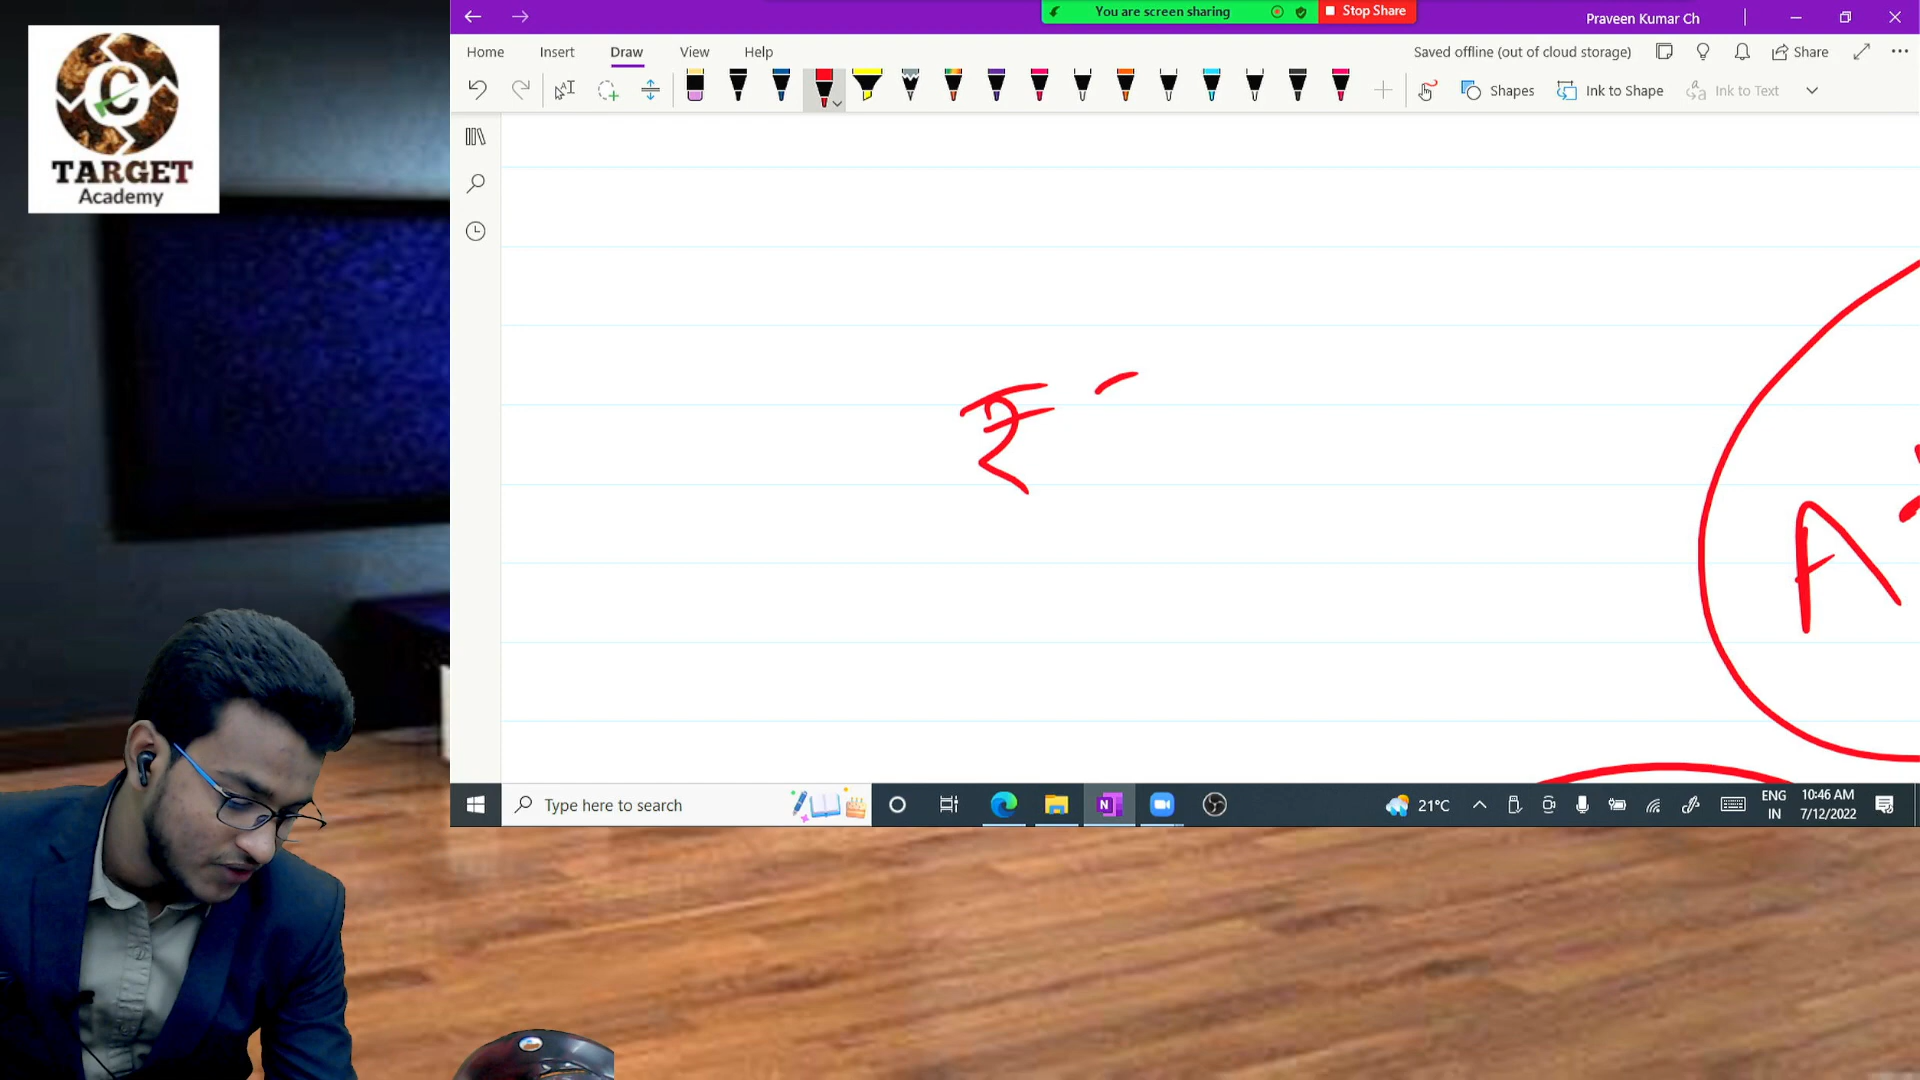 You are screen sharing Stop Share
Praveen Kumar Ch
Home Insert Draw View Help
Saved offline (out of cloud storage) Share
Shapes Ink to Shape Ink to Text
C
TARGET
Academy
₹
A
Type here to search
21°C
ENG
IN
10:46 AM
7/12/2022